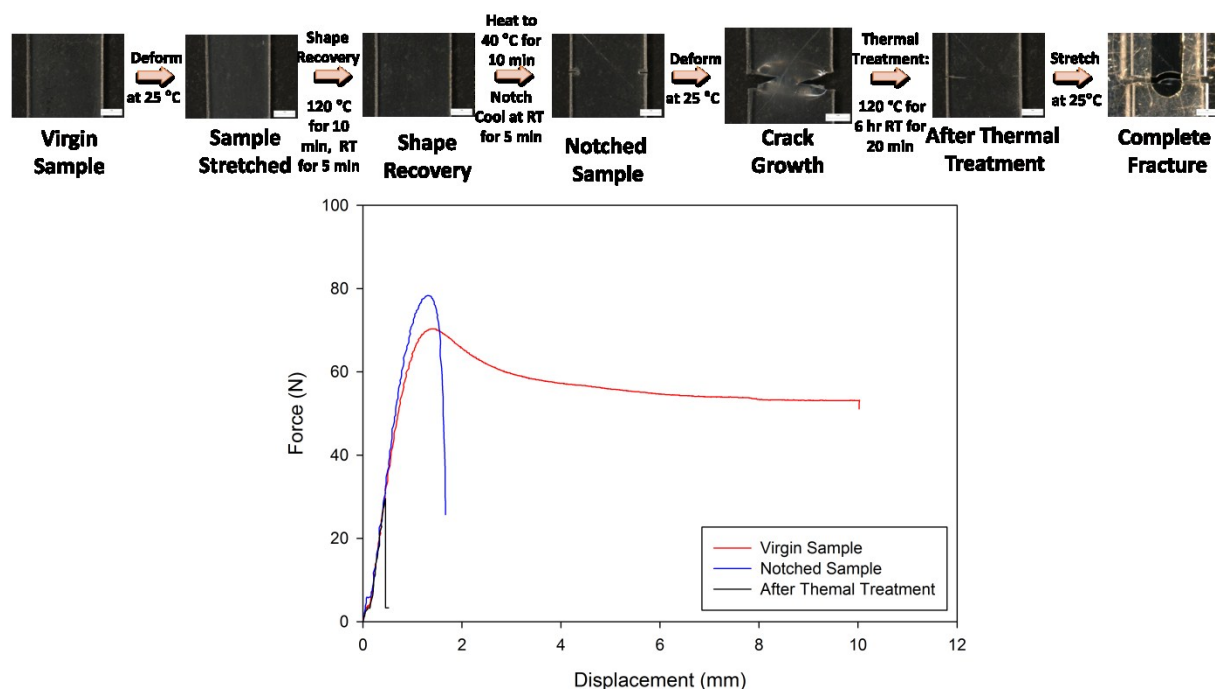 Deform
at 25 °C
Shape
Recovery
120 °C
for 10
min, RT
for 5 min
Heat to
40 °C for
10 min
Notch
Cool at RT
for 5 min
Deform
at 25 °C
Thermal
Treatment:
120 °C for
6 hr RT for
20 min
Stretch
at 25°C
Virgin
Sample
Sample
Stretched
Shape
Recovery
Notched
Sample
Crack
Growth
After Thermal
Treatment
Complete
Fracture
100
80
60
40
20
0
Force (N)
0 2 4 6 8 10 12
Displacement (mm)
Virgin Sample
Notched Sample
After Themal Treatment